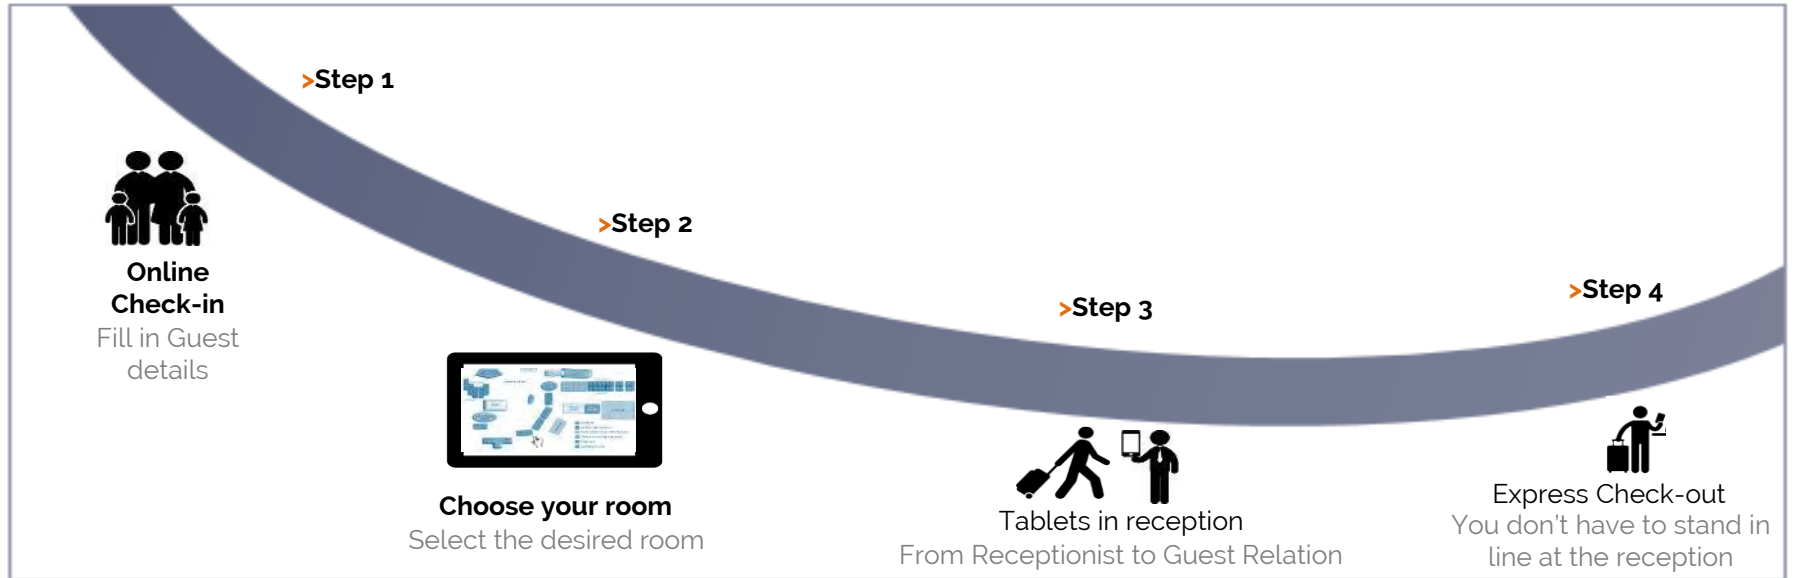 >Step 1
Online
Check-in
Fill in Guest
details
>Step 2
Choose your room
Select the desired room
>Step 3
Tablets in reception
From Receptionist to Guest Relation
>Step 4
Express Check-out
You don't have to stand in
line at the reception